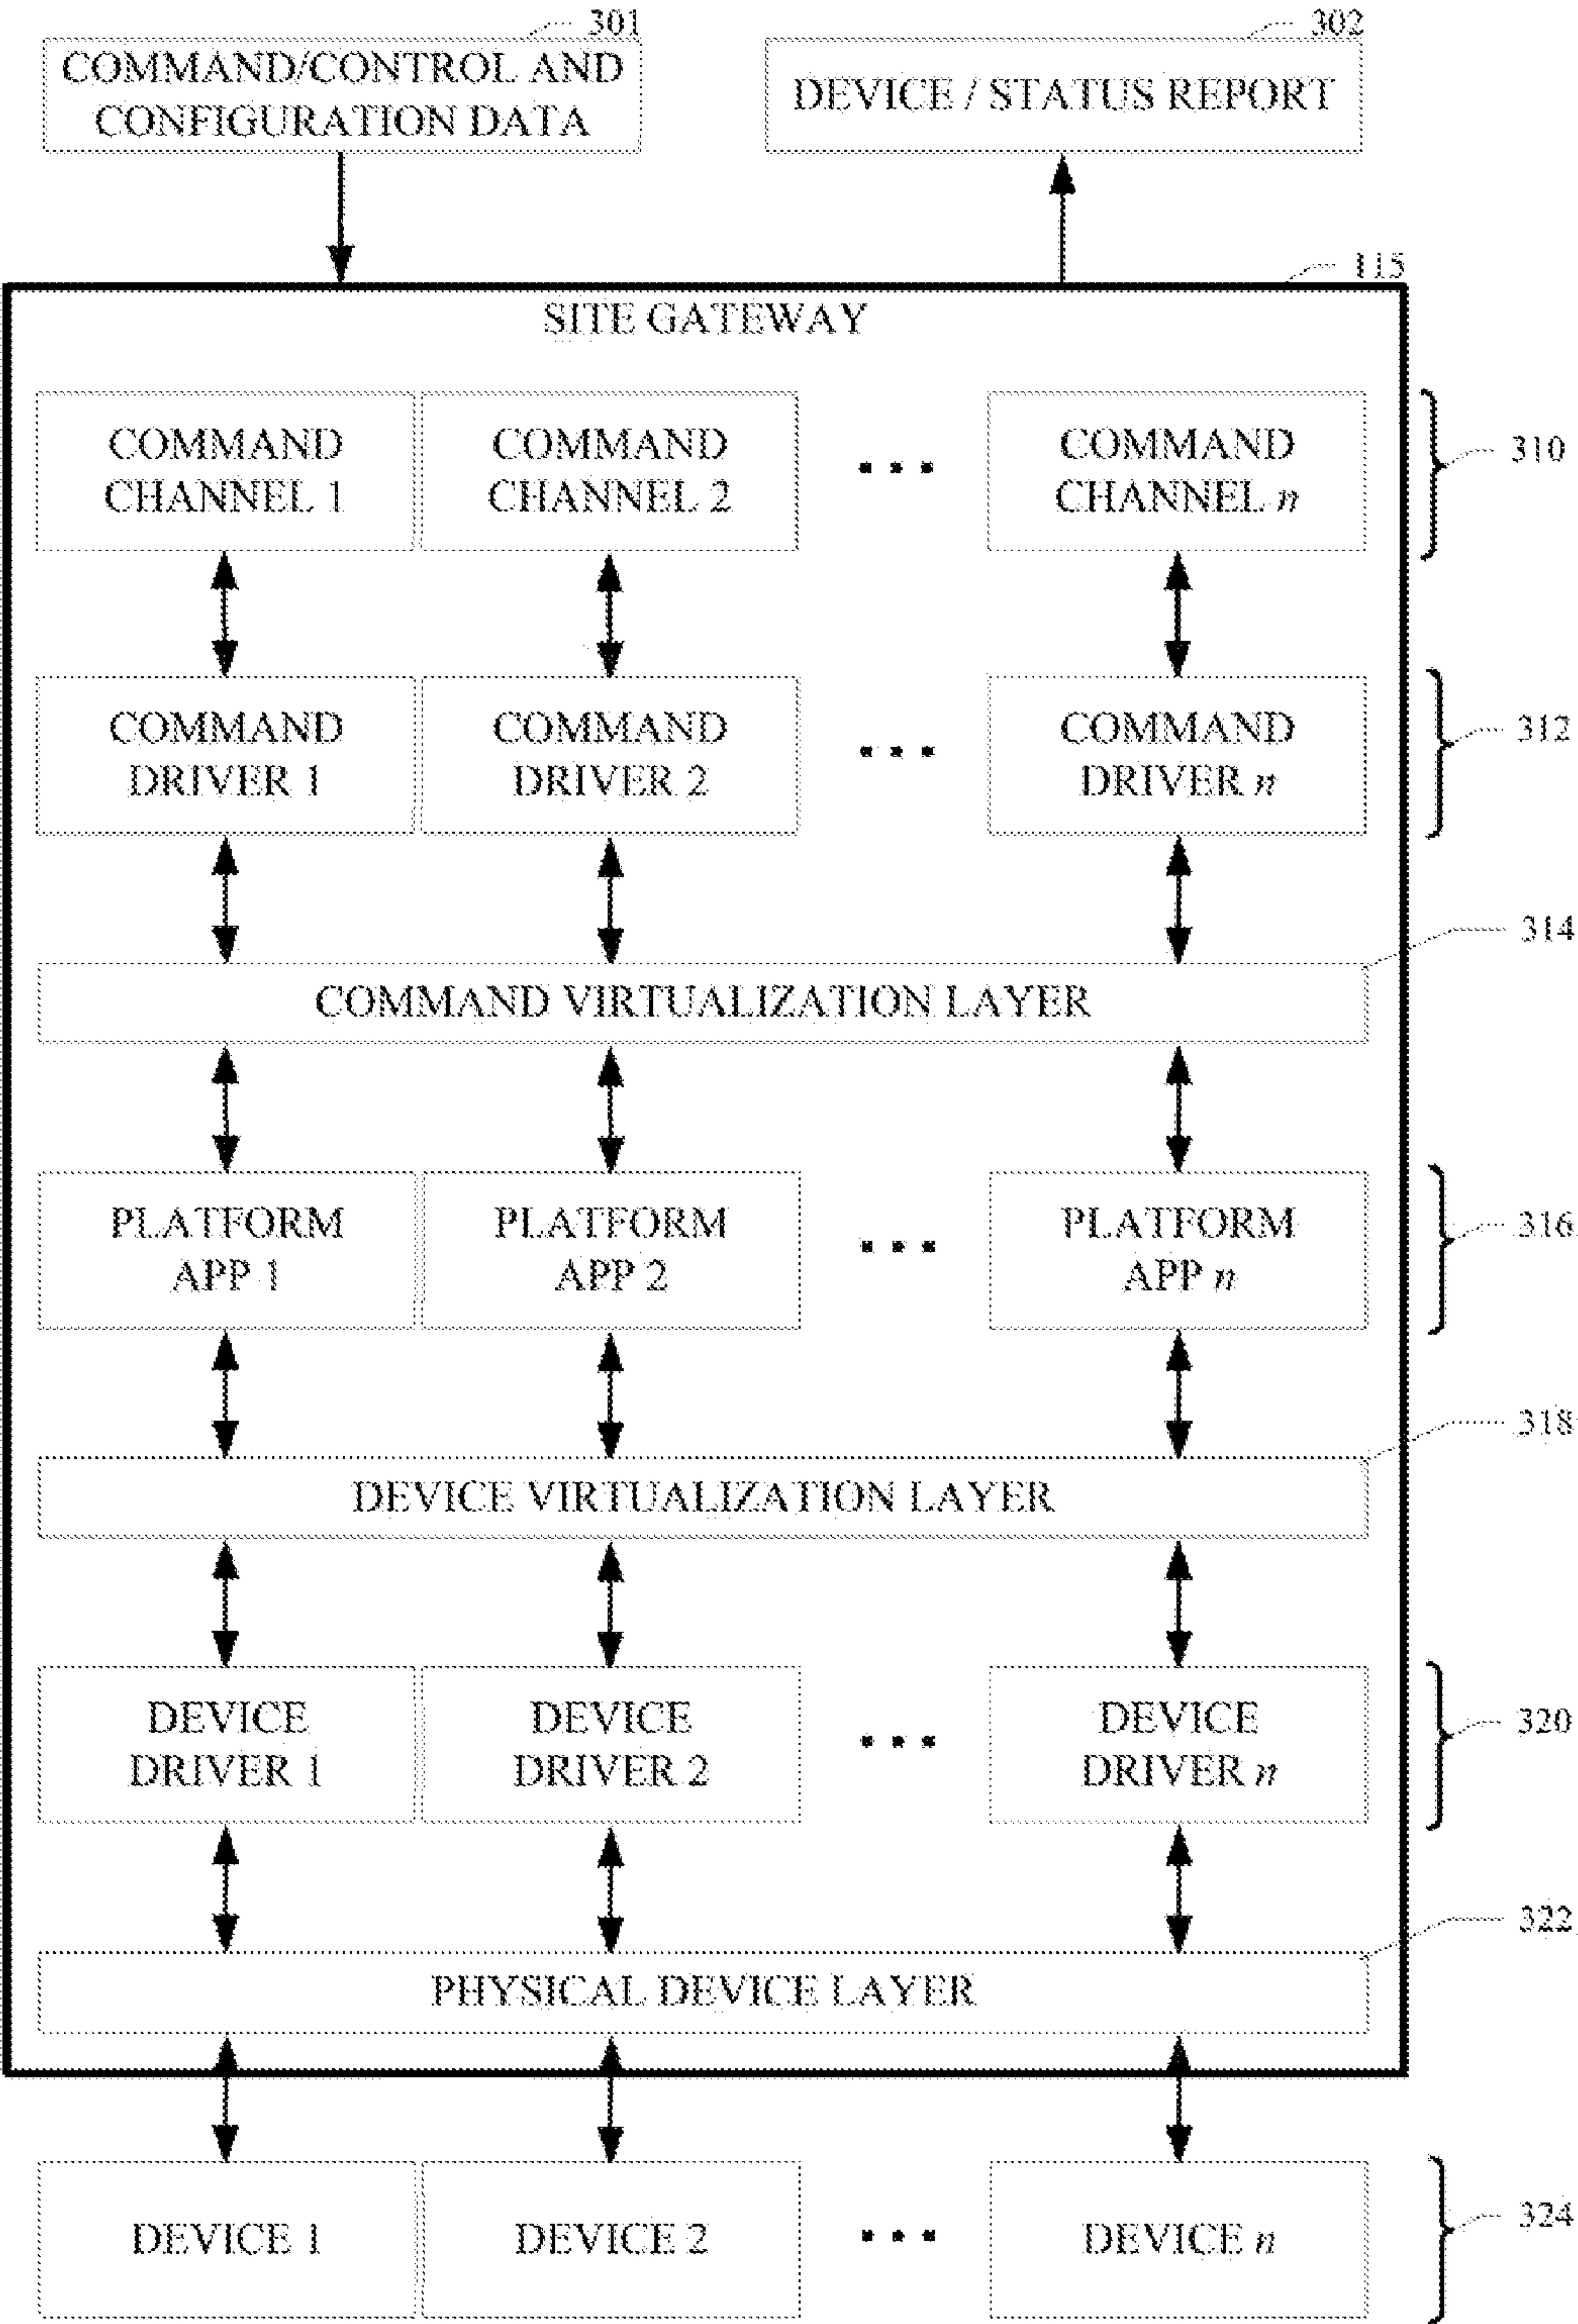 301
COMMAND/CONTROL AND
CONFIGURATION DATA
302
DEVICE / STATUS REPORT
115
SITE GATEWAY
COMMAND
CHANNEL 1
COMMAND
CHANNEL 2
...
COMMAND
CHANNEL n
310
COMMAND
DRIVER 1
COMMAND
DRIVER 2
...
COMMAND
DRIVER n
312
314
COMMAND VIRTUALIZATION LAYER
PLATFORM
APP 1
PLATFORM
APP 2
...
PLATFORM
APP n
316
318
DEVICE VIRTUALIZATION LAYER
DEVICE
DRIVER 1
DEVICE
DRIVER 2
...
DEVICE
DRIVER n
320
322
PHYSICAL DEVICE LAYER
DEVICE 1
DEVICE 2
...
DEVICE n
324